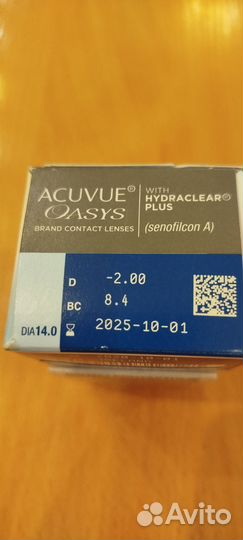 ACUVUE®
OASYS
BRAND CONTACT LENSES
WITH
HYDRACLEAR®
PLUS
(senofilcon A)
D -2.00
BC 8.4
DIA14.0
2025-10-01
Avito